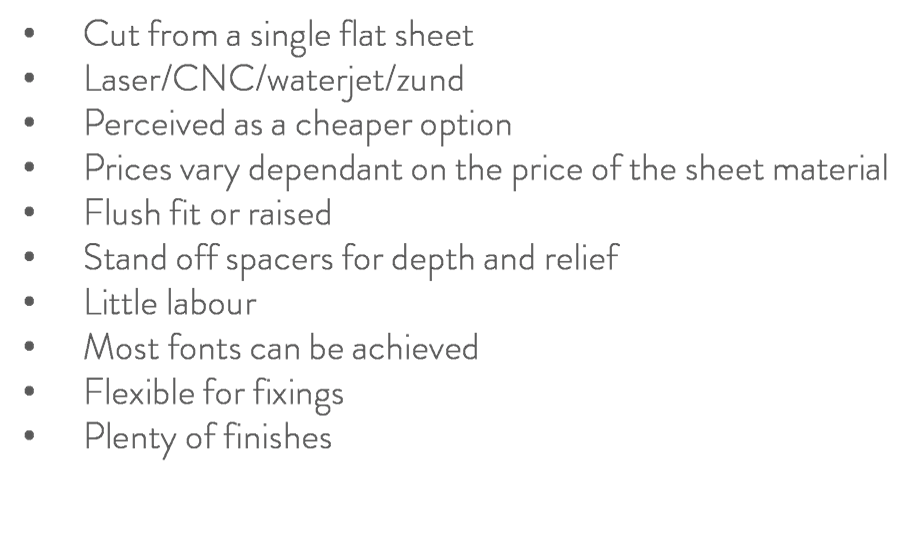 • Cut from a single flat sheet
• Laser/CNC/waterjet/zund
• Perceived as a cheaper option
• Prices vary dependant on the price of the sheet material
• Flush fit or raised
• Stand off spacers for depth and relief
• Little labour
• Most fonts can be achieved
• Flexible for fixings
• Plenty of finishes